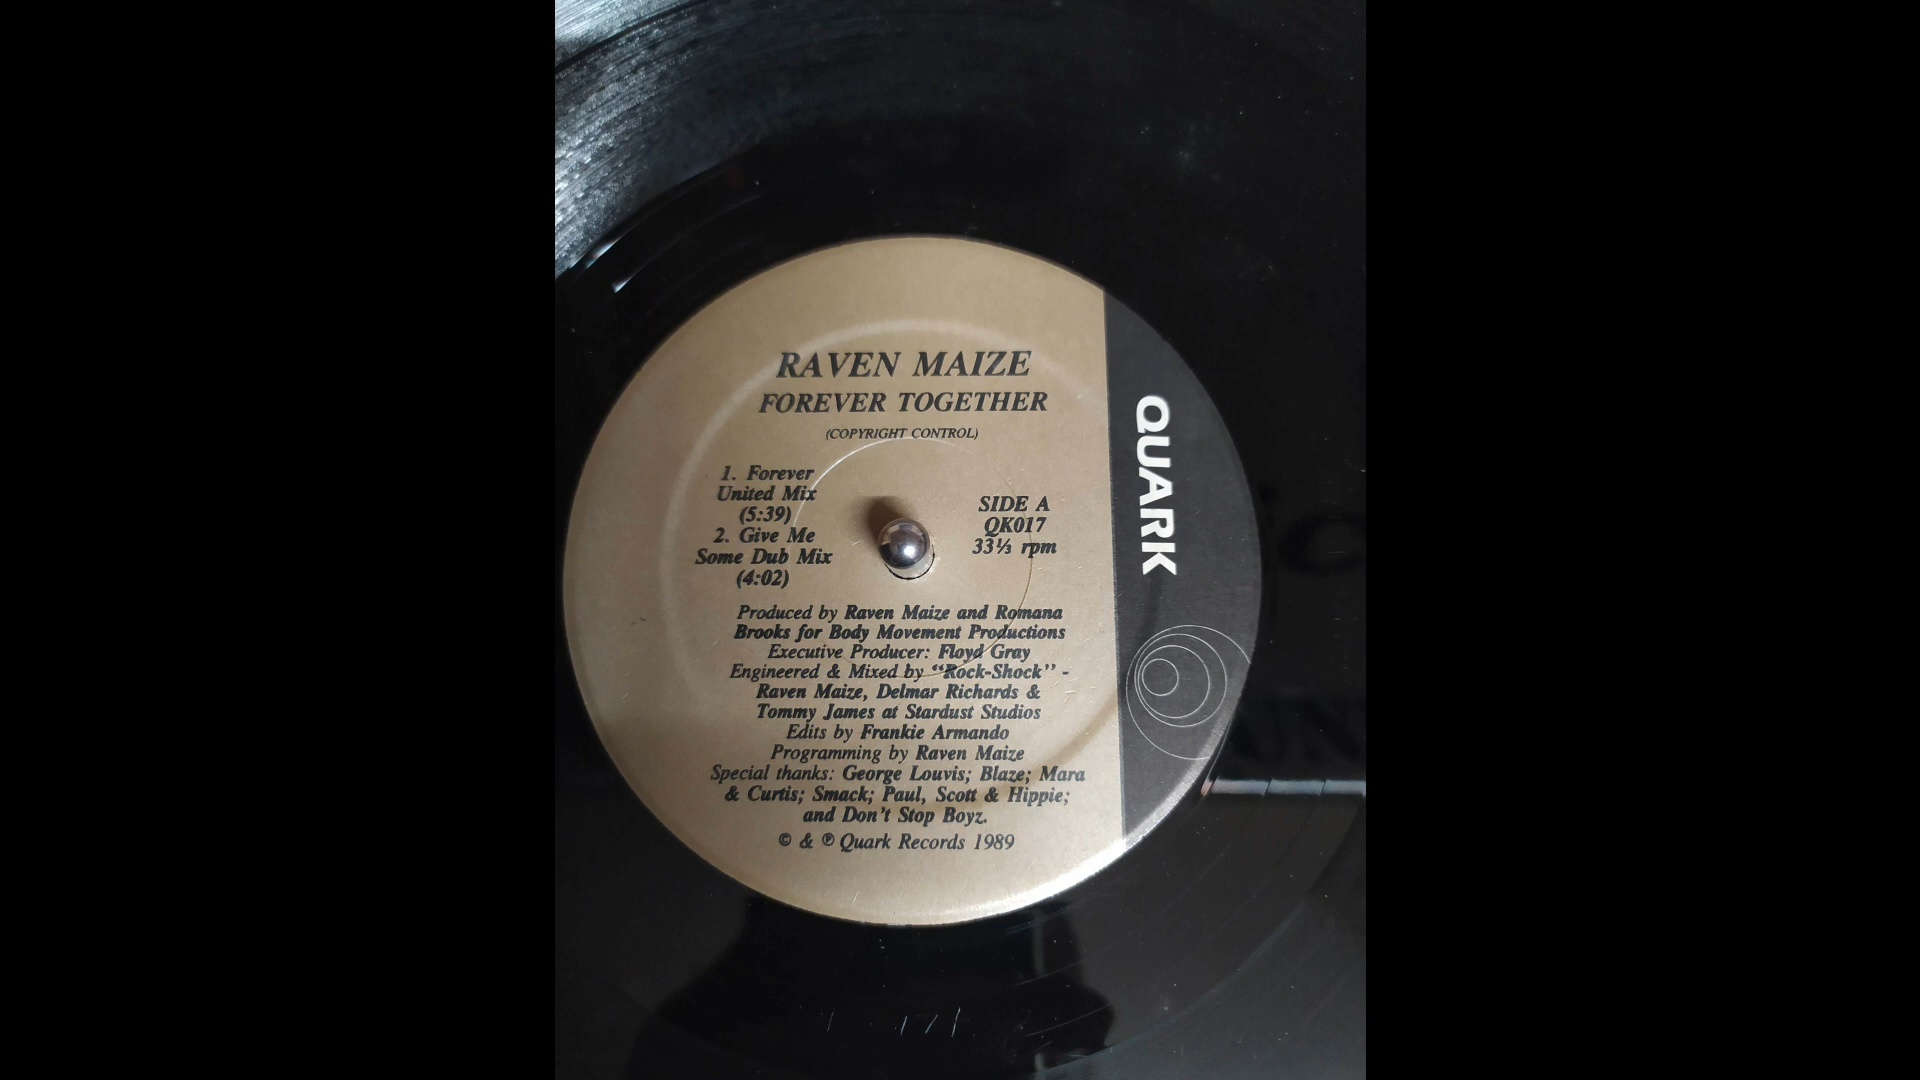 RAVEN MAIZE
FOREVER TOGETHER
(COPYRIGHT CONTROL)
1. Forever
United Mix
(5:39)
2. Give Me
Some Dub Mix
(4:02)
SIDE A
QK017
33⅓ rpm
Produced by Raven Maize and Romana
Brooks for Body Movement Productions
Executive Producer: Floyd Gray
Engineered & Mixed by “Rock-Shock” -
Raven Maize, Delmar Richards &
Tommy James at Stardust Studios
Edits by Frankie Armando
Programming by Raven Maize
Special thanks: George Louvis; Blaze; Mara
& Curtis; Smack; Paul, Scott & Hippie;
and Don't Stop Boyz.
© & ℗ Quark Records 1989
QUARK